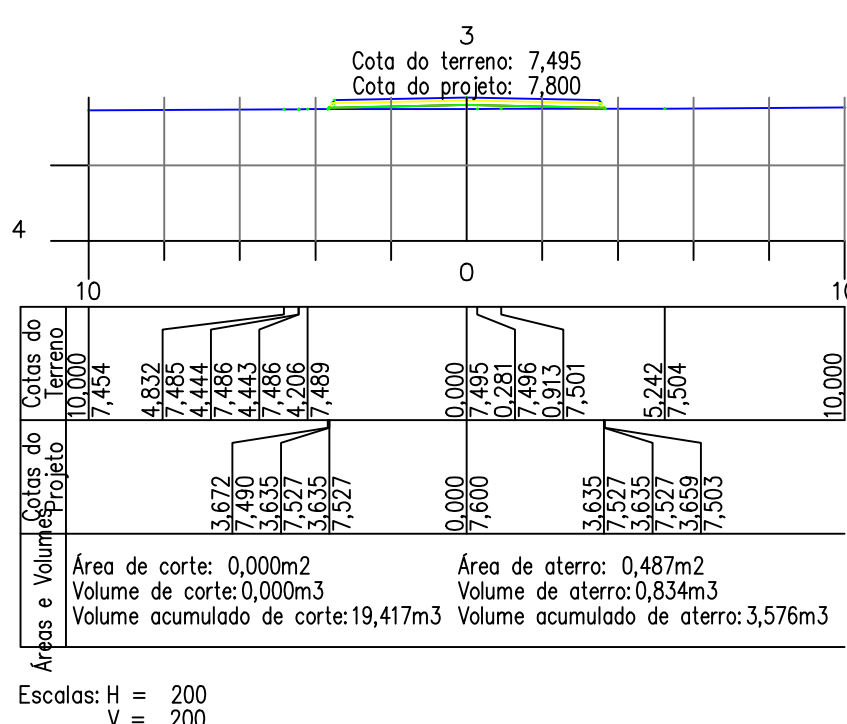 3
Cota do terreno: 7,495
Cota do projeto: 7,800
4
0
10
Cotas do
Terreno
10,000
7,454
4,832
7,485
4,444
7,486
4,443
7,486
4,206
7,489
0,000
7,495
0,281
7,496
0,913
7,501
5,242
7,504
10,000
Cotas do
Projeto
3,672
7,490
3,635
7,527
3,635
7,527
0,000
7,600
3,635
7,527
3,635
7,527
3,659
7,503
Áreas e Volumes
Área de corte: 0,000m2
Volume de corte:0,000m3
Volume acumulado de corte:19,417m3
Área de aterro: 0,487m2
Volume de aterro:0,834m3
Volume acumulado de aterro:3,576m3
Escalas: H = 200
V = 200